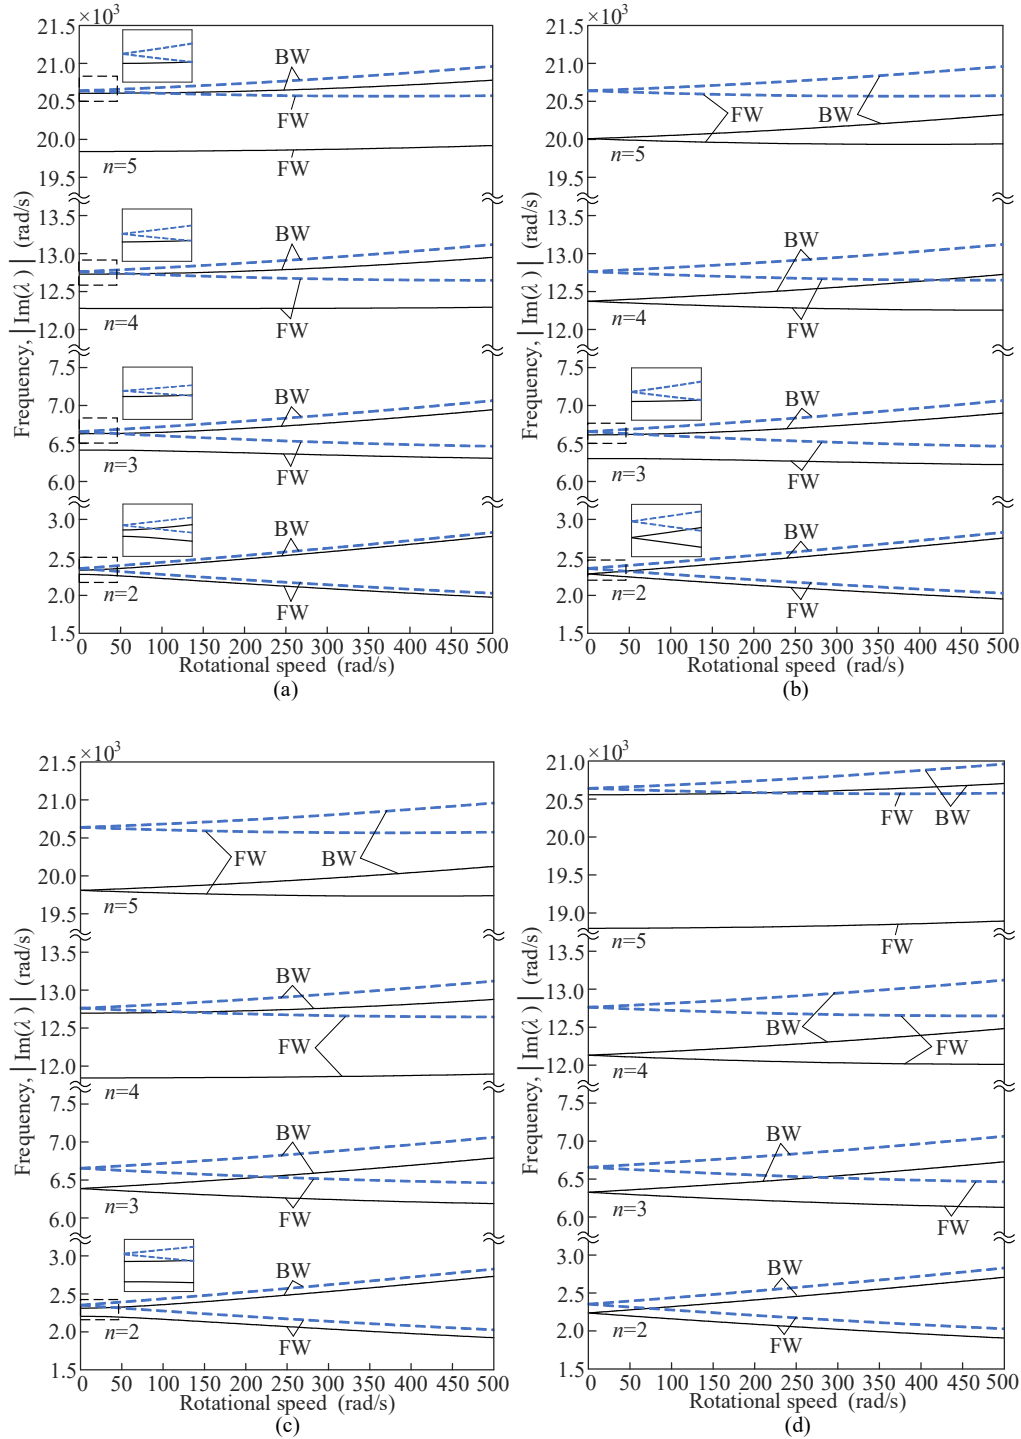 ×10³
21.5
21.0
20.5
20.0
19.5
13.5
13.0
12.5
12.0
7.5
7.0
6.5
6.0
3.0
2.5
2.0
1.5
BW
FW
n=5
FW
BW
n=4
FW
BW
n=3
FW
BW
n=2
FW
Frequency, |Im(λ)| (rad/s)
0 50 100 150 200 250 300 350 400 450 500
Rotational speed (rad/s)
(a)
×10³
21.5
21.0
20.5
20.0
19.5
13.5
13.0
12.5
12.0
7.5
7.0
6.5
6.0
3.0
2.5
2.0
1.5
FW BW
n=5
BW
n=4
FW
BW
n=3
FW
BW
n=2
FW
Frequency, |Im(λ)| (rad/s)
0 50 100 150 200 250 300 350 400 450 500
Rotational speed (rad/s)
(b)
×10³
21.5
21.0
20.5
20.0
19.5
13.5
13.0
12.5
12.0
7.5
7.0
6.5
6.0
3.0
2.5
2.0
1.5
FW BW
n=5
BW
FW
n=4
BW
n=3
FW
BW
n=2
FW
Frequency, |Im(λ)| (rad/s)
0 50 100 150 200 250 300 350 400 450 500
Rotational speed (rad/s)
(c)
×10³
21.0
20.5
20.0
19.0
13.5
13.0
12.5
12.0
7.5
7.0
6.5
6.0
3.0
2.5
2.0
1.5
FW BW
n=5
FW
BW
FW
n=4
BW
n=3
FW
BW
n=2
FW
Frequency, |Im(λ)| (rad/s)
0 50 100 150 200 250 300 350 400 450 500
Rotational speed (rad/s)
(d)